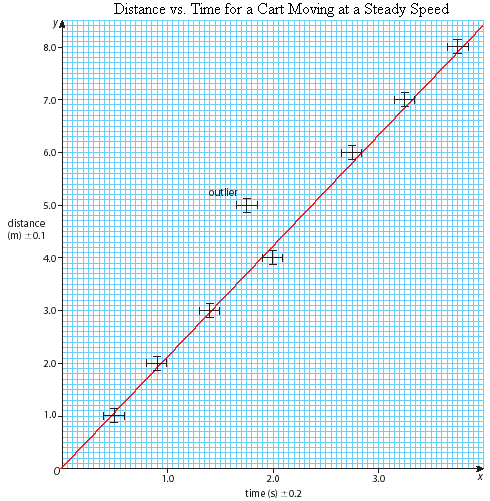 Distance vs. Time for a Cart Moving at a Steady Speed
y
8.0
7.0
6.0
outlier
5.0
distance
(m) ±0.1
4.0
3.0
2.0
1.0
0
1.0 2.0 3.0 x
time (s) ±0.2